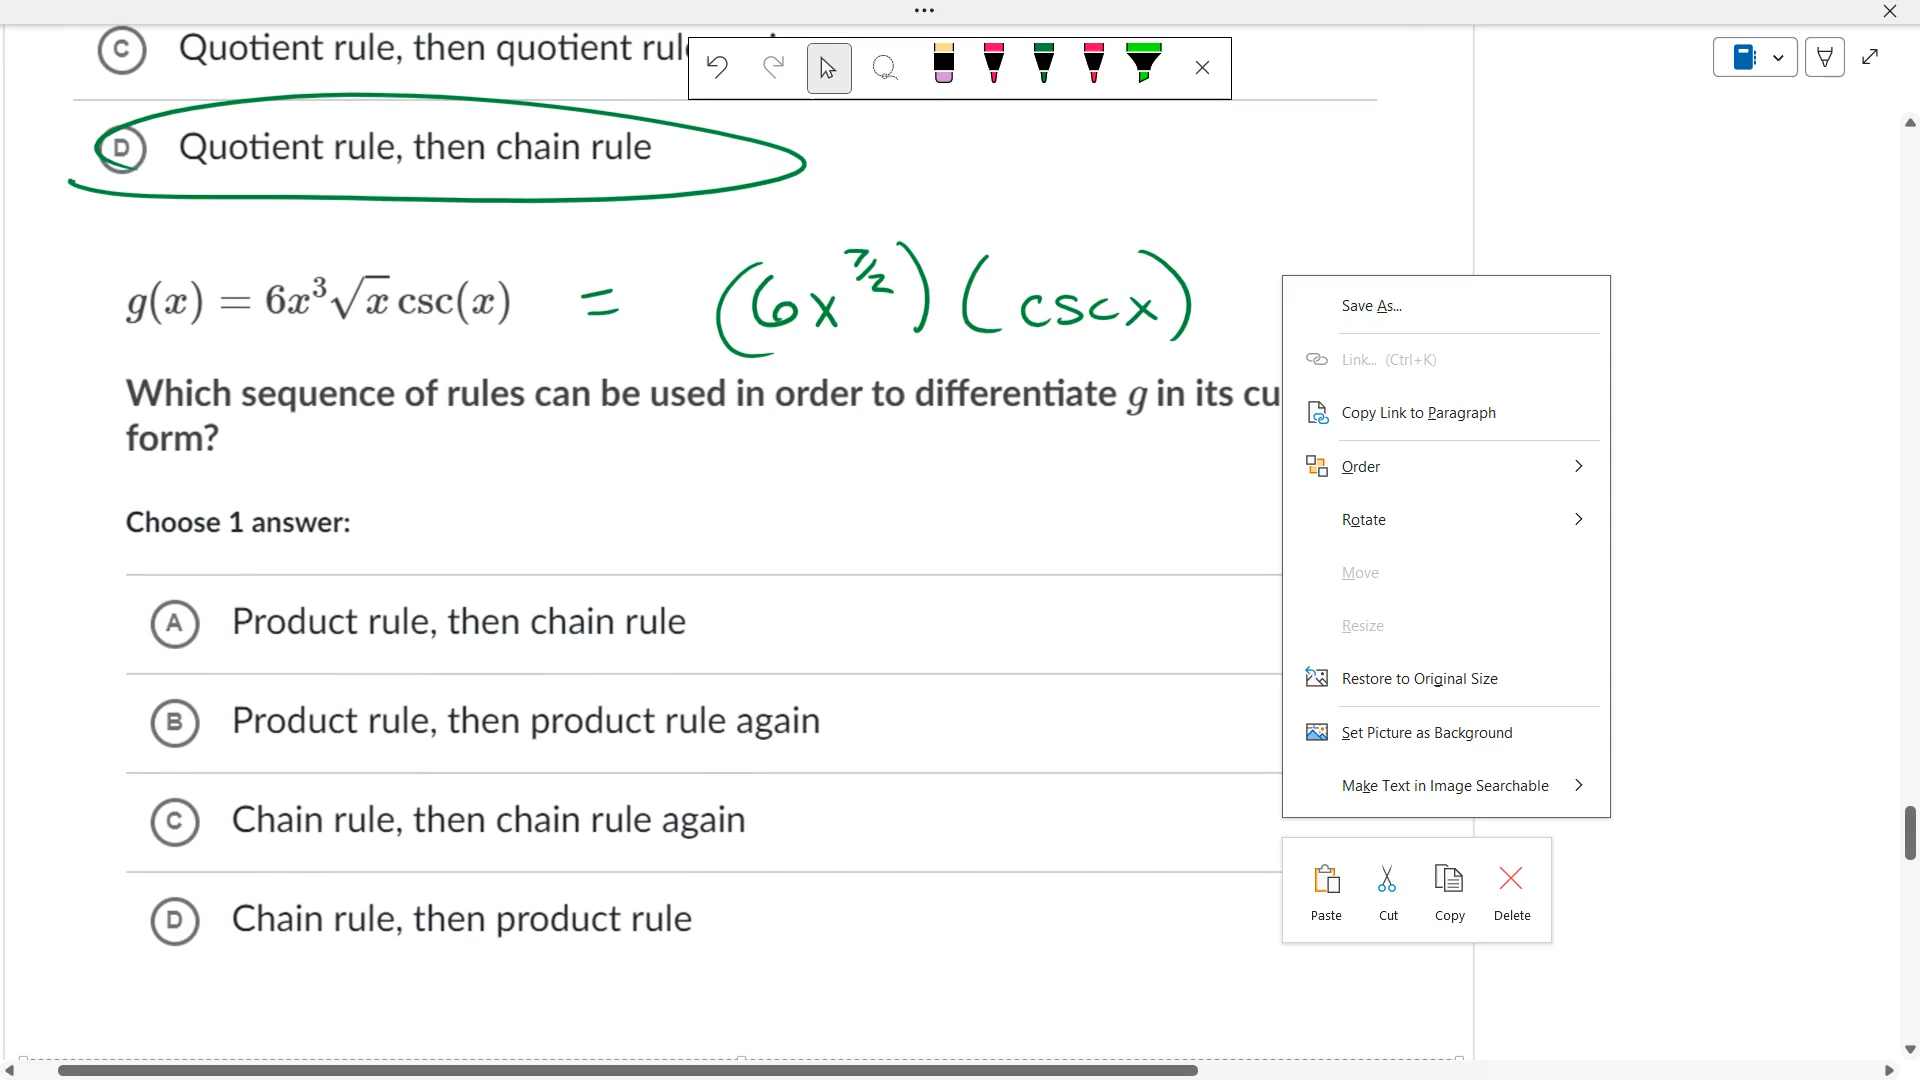 C Quotient rule, then quotient rul
D Quotient rule, then chain rule
g(x) = 6x³√x csc(x) = (6x^7/2) (cscx)
Which sequence of rules can be used in order to differentiate g in its cu
form?
Choose 1 answer:
A Product rule, then chain rule
B Product rule, then product rule again
C Chain rule, then chain rule again
D Chain rule, then product rule
Save As...
Link... (Ctrl+K)
Copy Link to Paragraph
Order
Rotate
Move
Resize
Restore to Original Size
Set Picture as Background
Make Text in Image Searchable
Paste Cut Copy Delete